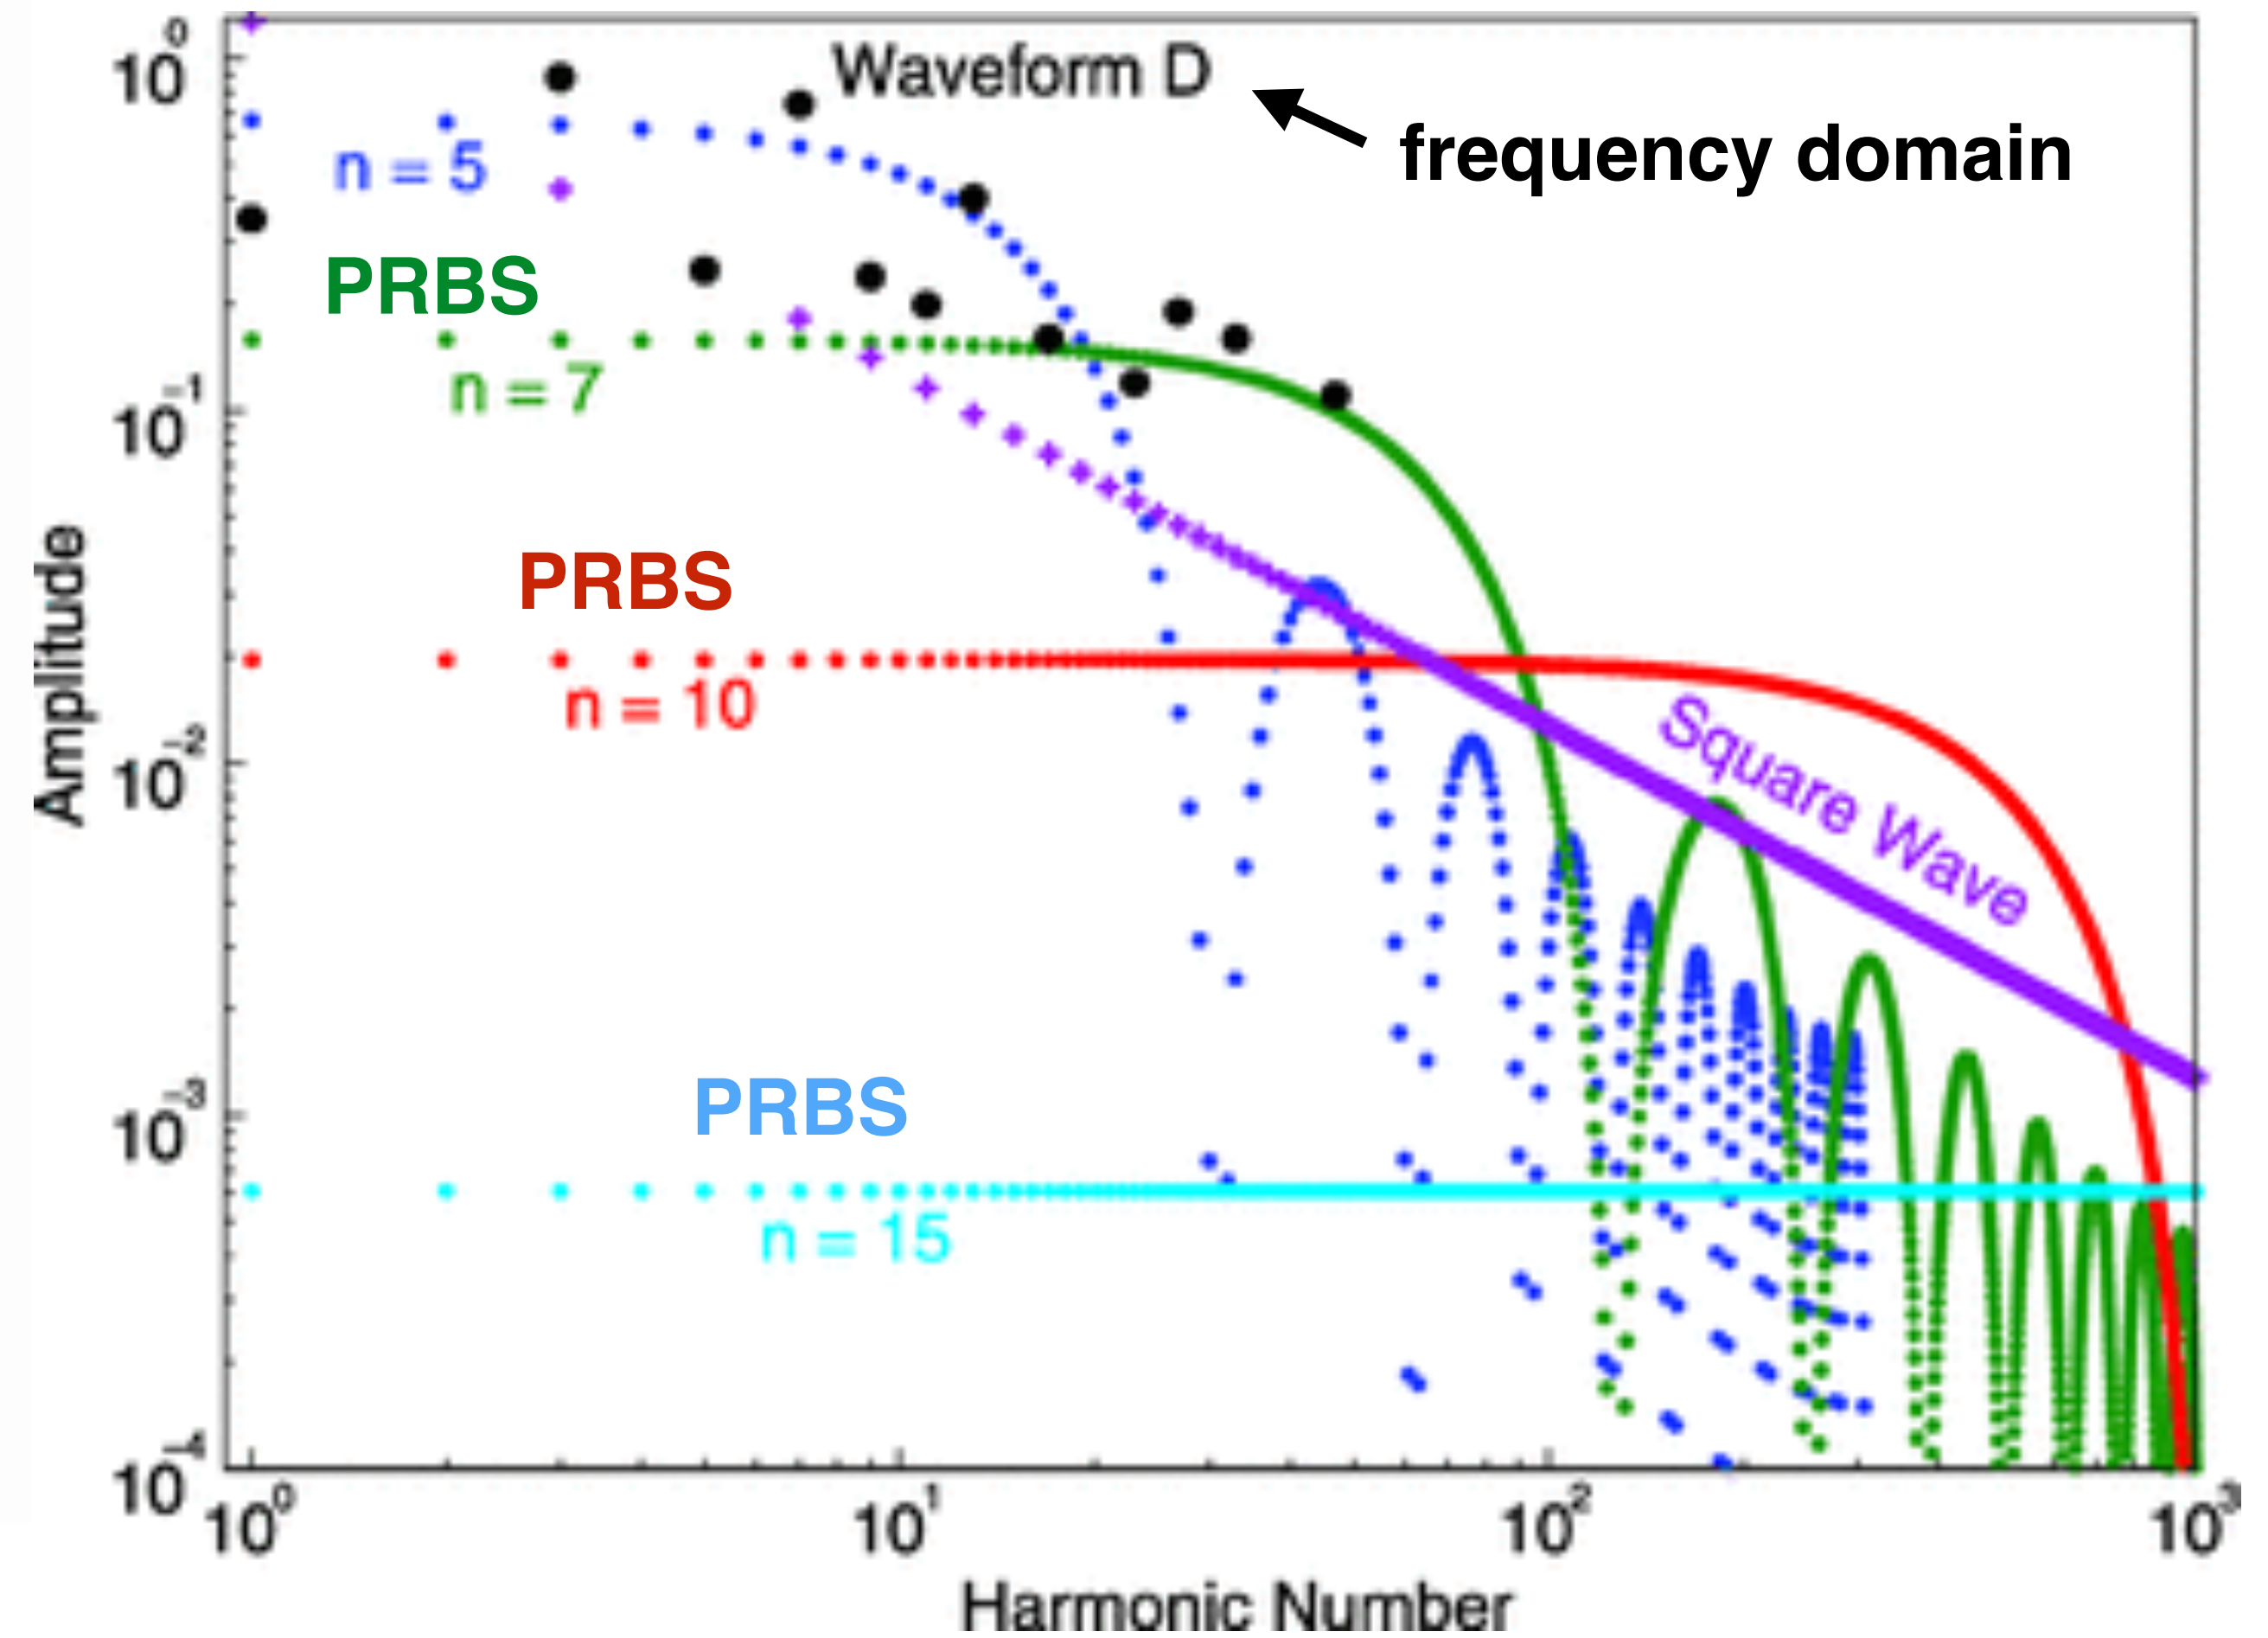 Waveform D
frequency domain
n = 5
PRBS
n = 7
PRBS
n = 10
Square Wave
PRBS
n = 15
Amplitude
10⁰
10⁻¹
10⁻²
10⁻³
10⁻⁴
10⁰ 10¹ 10² 10³
Harmonic Number